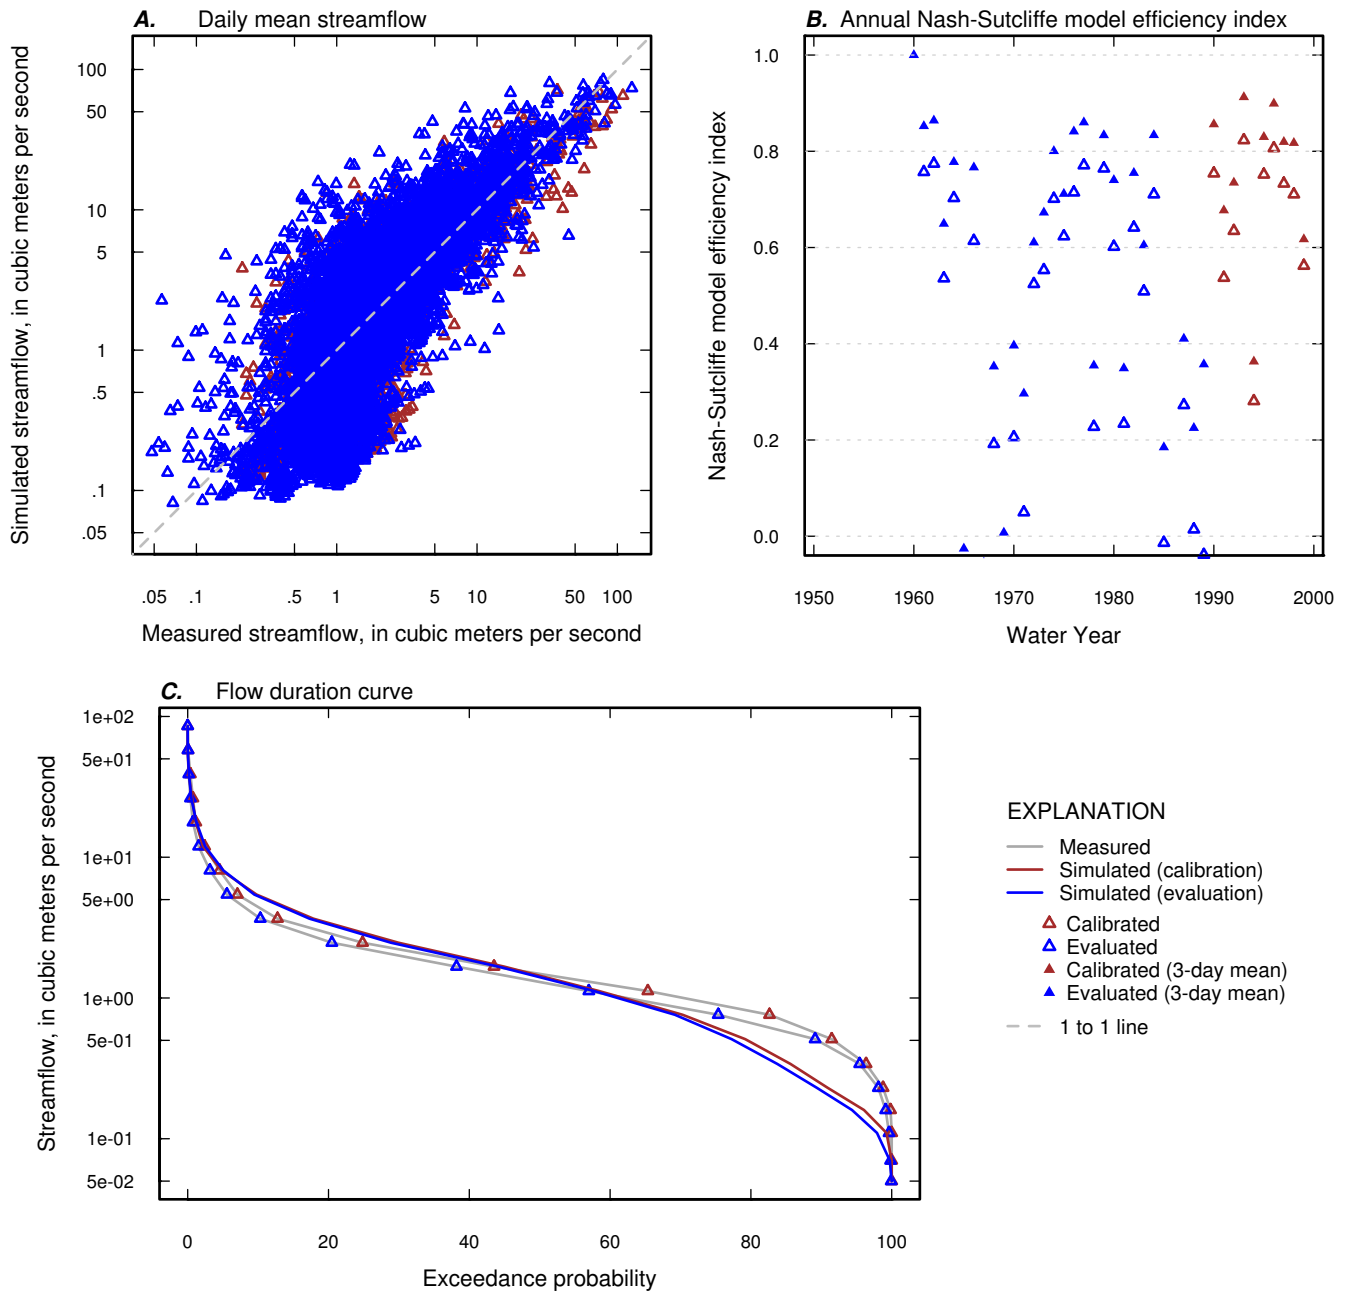 A. Daily mean streamflow
Simulated streamflow, in cubic meters per second
100
50
10
5
1
.5
.1
.05
.05 .1 .5 1 5 10 50 100
Measured streamflow, in cubic meters per second
B. Annual Nash-Sutcliffe model efficiency index
Nash-Sutcliffe model efficiency index
1.0
0.8
0.6
0.4
0.2
0.0
1950 1960 1970 1980 1990 2000
Water Year
C. Flow duration curve
Streamflow, in cubic meters per second
1e+02
5e+01
1e+01
5e+00
1e+00
5e-01
1e-01
5e-02
0 20 40 60 80 100
Exceedance probability
EXPLANATION
Measured
Simulated (calibration)
Simulated (evaluation)
Calibrated
Evaluated
Calibrated (3-day mean)
Evaluated (3-day mean)
1 to 1 line